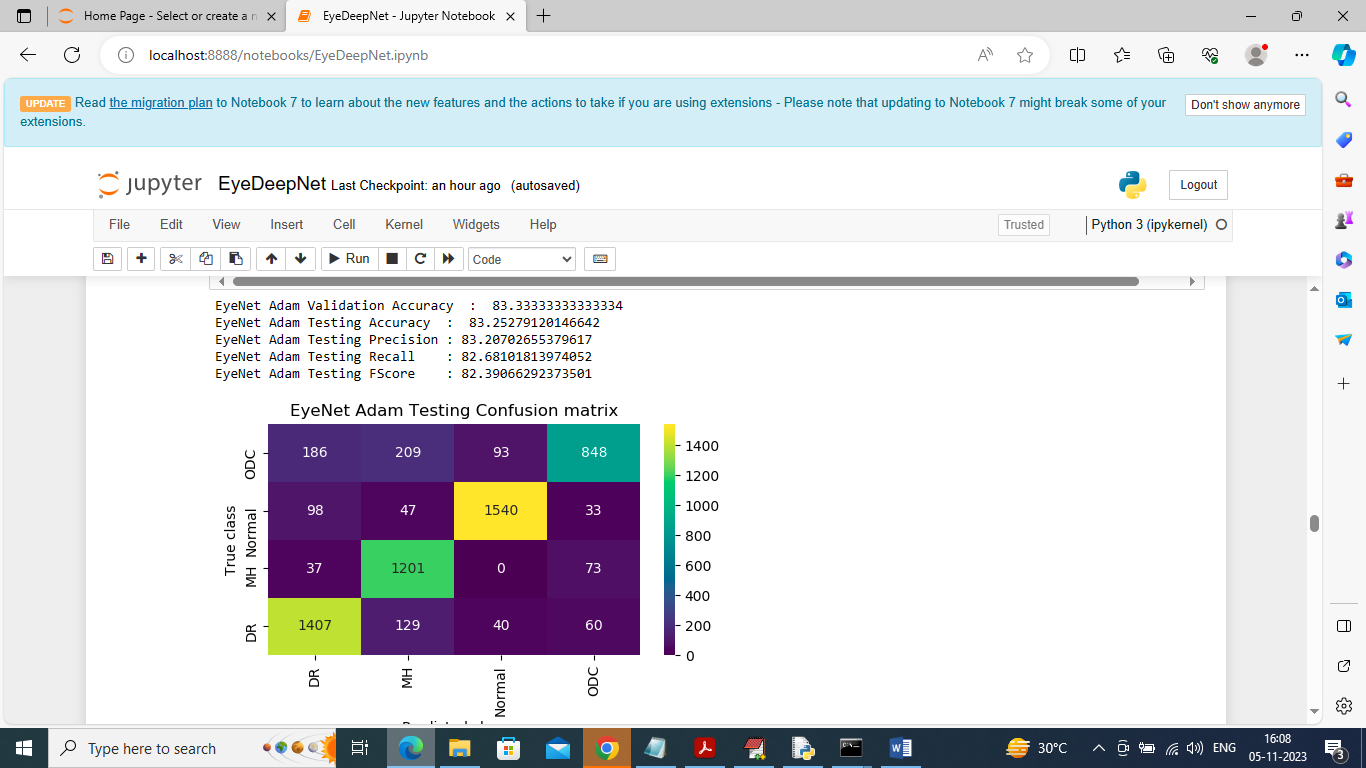 Home Page - Select or create a n
EyeDeepNet - Jupyter Notebook
localhost:8888/notebooks/EyeDeepNet.ipynb
UPDATE Read the migration plan to Notebook 7 to learn about the new features and the actions to take if you are using extensions - Please note that updating to Notebook 7 might break some of your
extensions.
Don't show anymore
jupyter EyeDeepNet Last Checkpoint: an hour ago (autosaved)
Logout
File Edit View Insert Cell Kernel Widgets Help
Trusted
Python 3 (ipykernel)
Run
Code
EyeNet Adam Validation Accuracy : 83.33333333333334
EyeNet Adam Testing Accuracy : 83.25279120146642
EyeNet Adam Testing Precision : 83.20702655379617
EyeNet Adam Testing Recall : 82.68101813974052
EyeNet Adam Testing FScore : 82.39066292373501
EyeNet Adam Testing Confusion matrix
True class
ODC 186 209 93 848
Normal 98 47 1540 33
MH 37 1201 0 73
DR 1407 129 40 60
DR MH Normal ODC
1400
1200
1000
800
600
400
200
0
Type here to search
30°C
ENG
16:08
05-11-2023
3